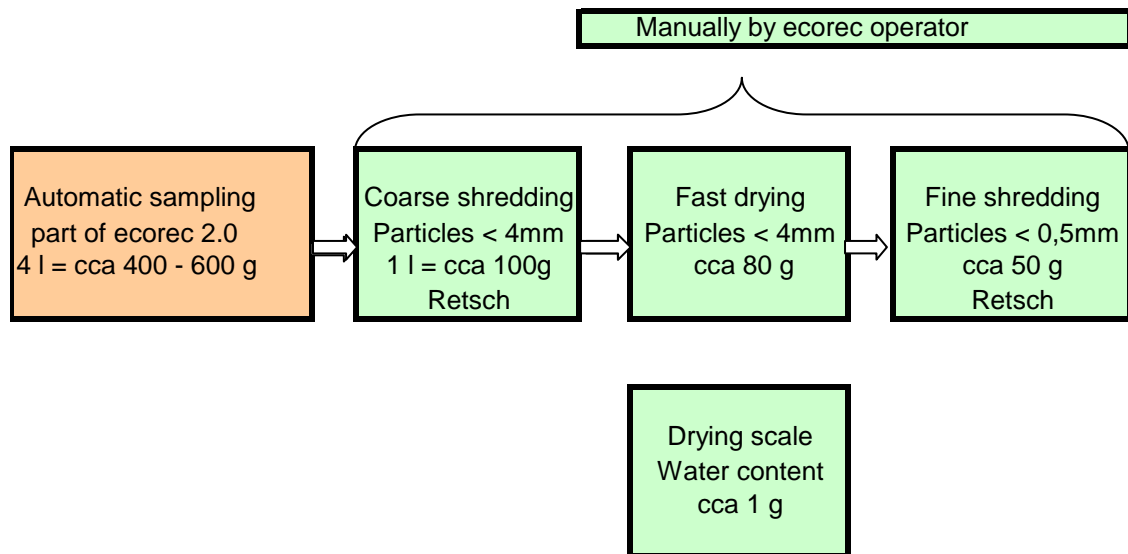 Manually by ecorec operator
Automatic sampling
part of ecorec 2.0
4 l = cca 400 - 600 g
Coarse shredding
Particles < 4mm
1 l = cca 100g
Retsch
Fast drying
Particles < 4mm
cca 80 g
Fine shredding
Particles < 0,5mm
cca 50 g
Retsch
Drying scale
Water content
cca 1 g